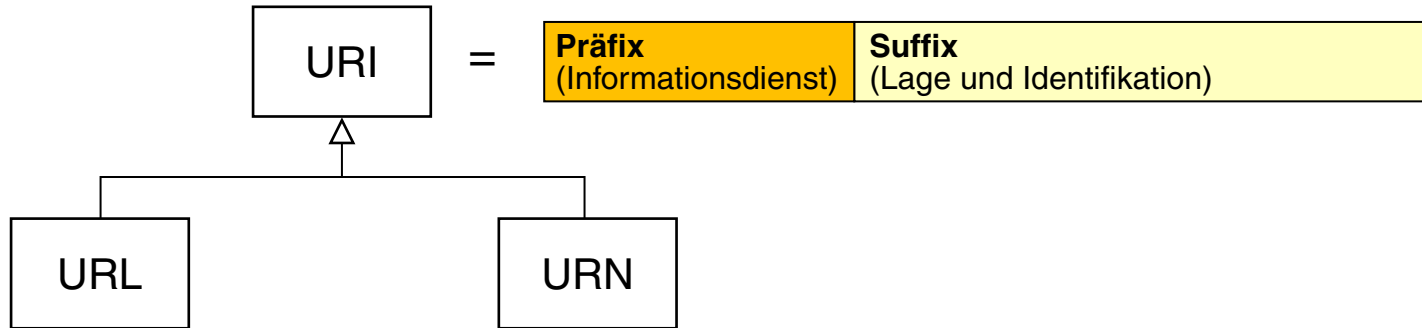 URI
=
Präfix
(Informationsdienst)
Suffix
(Lage und Identifikation)
URL
URN